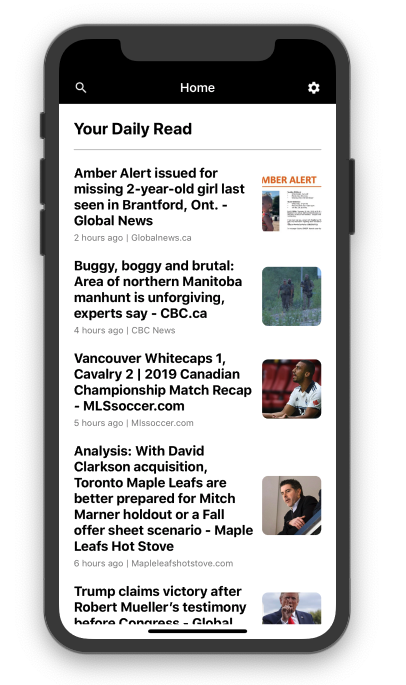 Home
Your Daily Read
Amber Alert issued for
missing 2-year-old girl last
seen in Brantford, Ont. -
Global News
MBER ALERT
2 hours ago | Globalnews.ca
Buggy, boggy and brutal:
Area of northern Manitoba
manhunt is unforgiving,
experts say - CBC.ca
4 hours ago | CBC News
Vancouver Whitecaps 1,
Cavalry 2 | 2019 Canadian
Championship Match Recap
- MLSsoccer.com
5 hours ago | Mlssoccer.com
Analysis: With David
Clarkson acquisition,
Toronto Maple Leafs are
better prepared for Mitch
Marner holdout or a Fall
offer sheet scenario - Maple
Leafs Hot Stove
6 hours ago | Mapleleafshotstove.com
Trump claims victory after
Robert Mueller's testimony
before Congress - Global